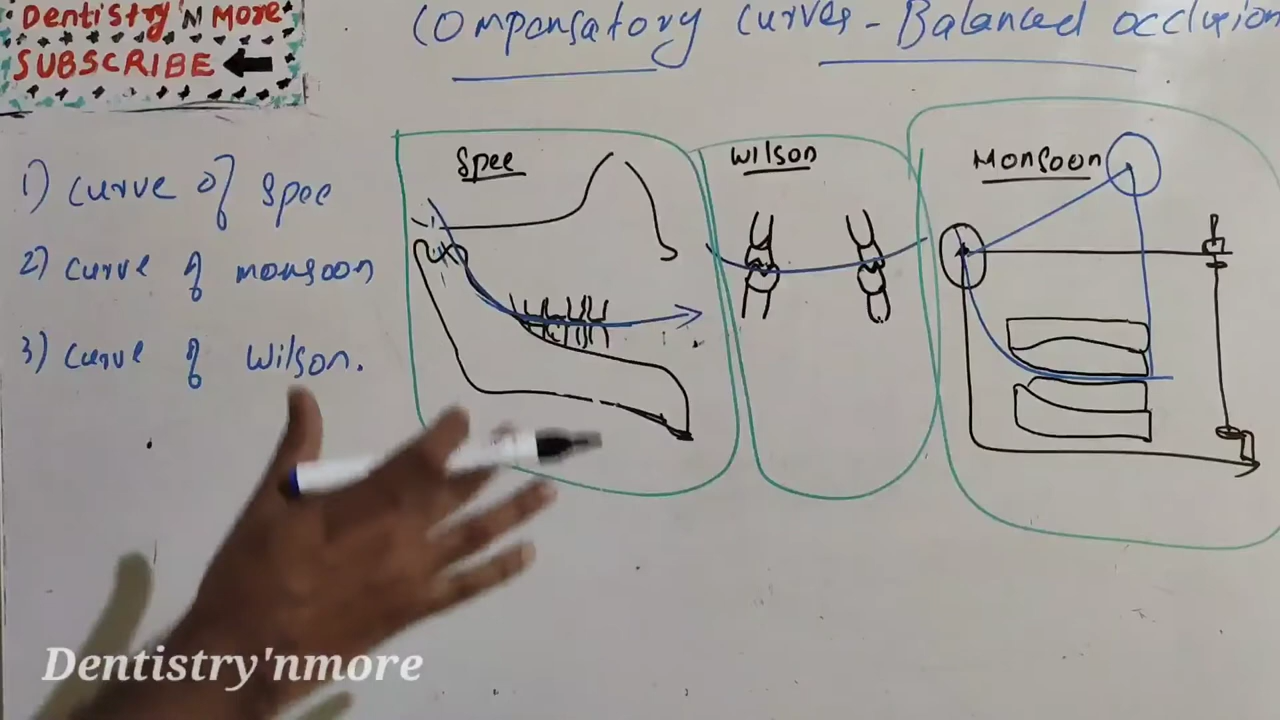 Dentistry 'N More
SUBSCRIBE
Compensatory Curves - Balanced occlusion
1) Curve of Spee
2) Curve of monsoon
3) Curve of Wilson.
Spee
Wilson
Monsoon
Dentistry'nmore